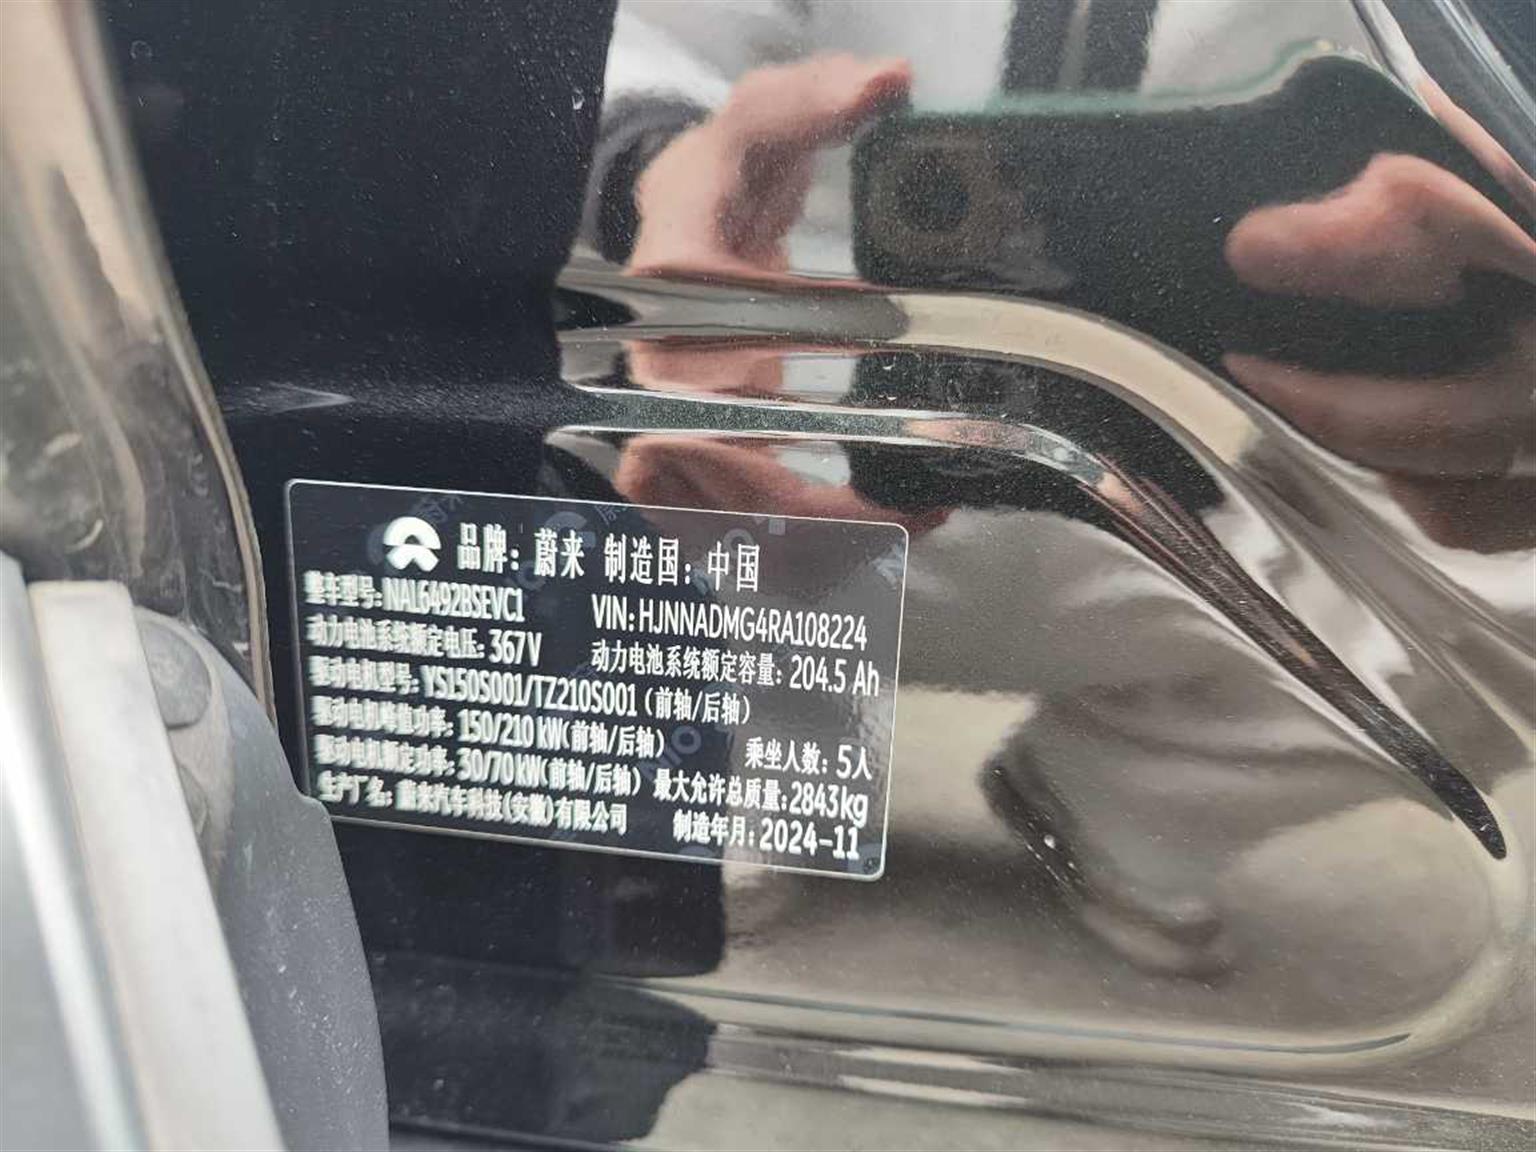 品牌：蔚来 制造国：中国
整车型号：NAL6492BSEVC1 VIN：HJNNADMG4RA108224
动力电池系统额定电压：367V 动力电池系统额定容量：204.5 Ah
驱动电机型号：YS150S001/TZ210S001（前轴/后轴）
驱动电机峰值功率：150/210 kW(前轴/后轴) 乘坐人数：5人
驱动电机额定功率：30/70 kW(前轴/后轴) 最大允许总质量：2843kg
生产厂名：蔚来汽车科技(安徽)有限公司 制造年月：2024-11